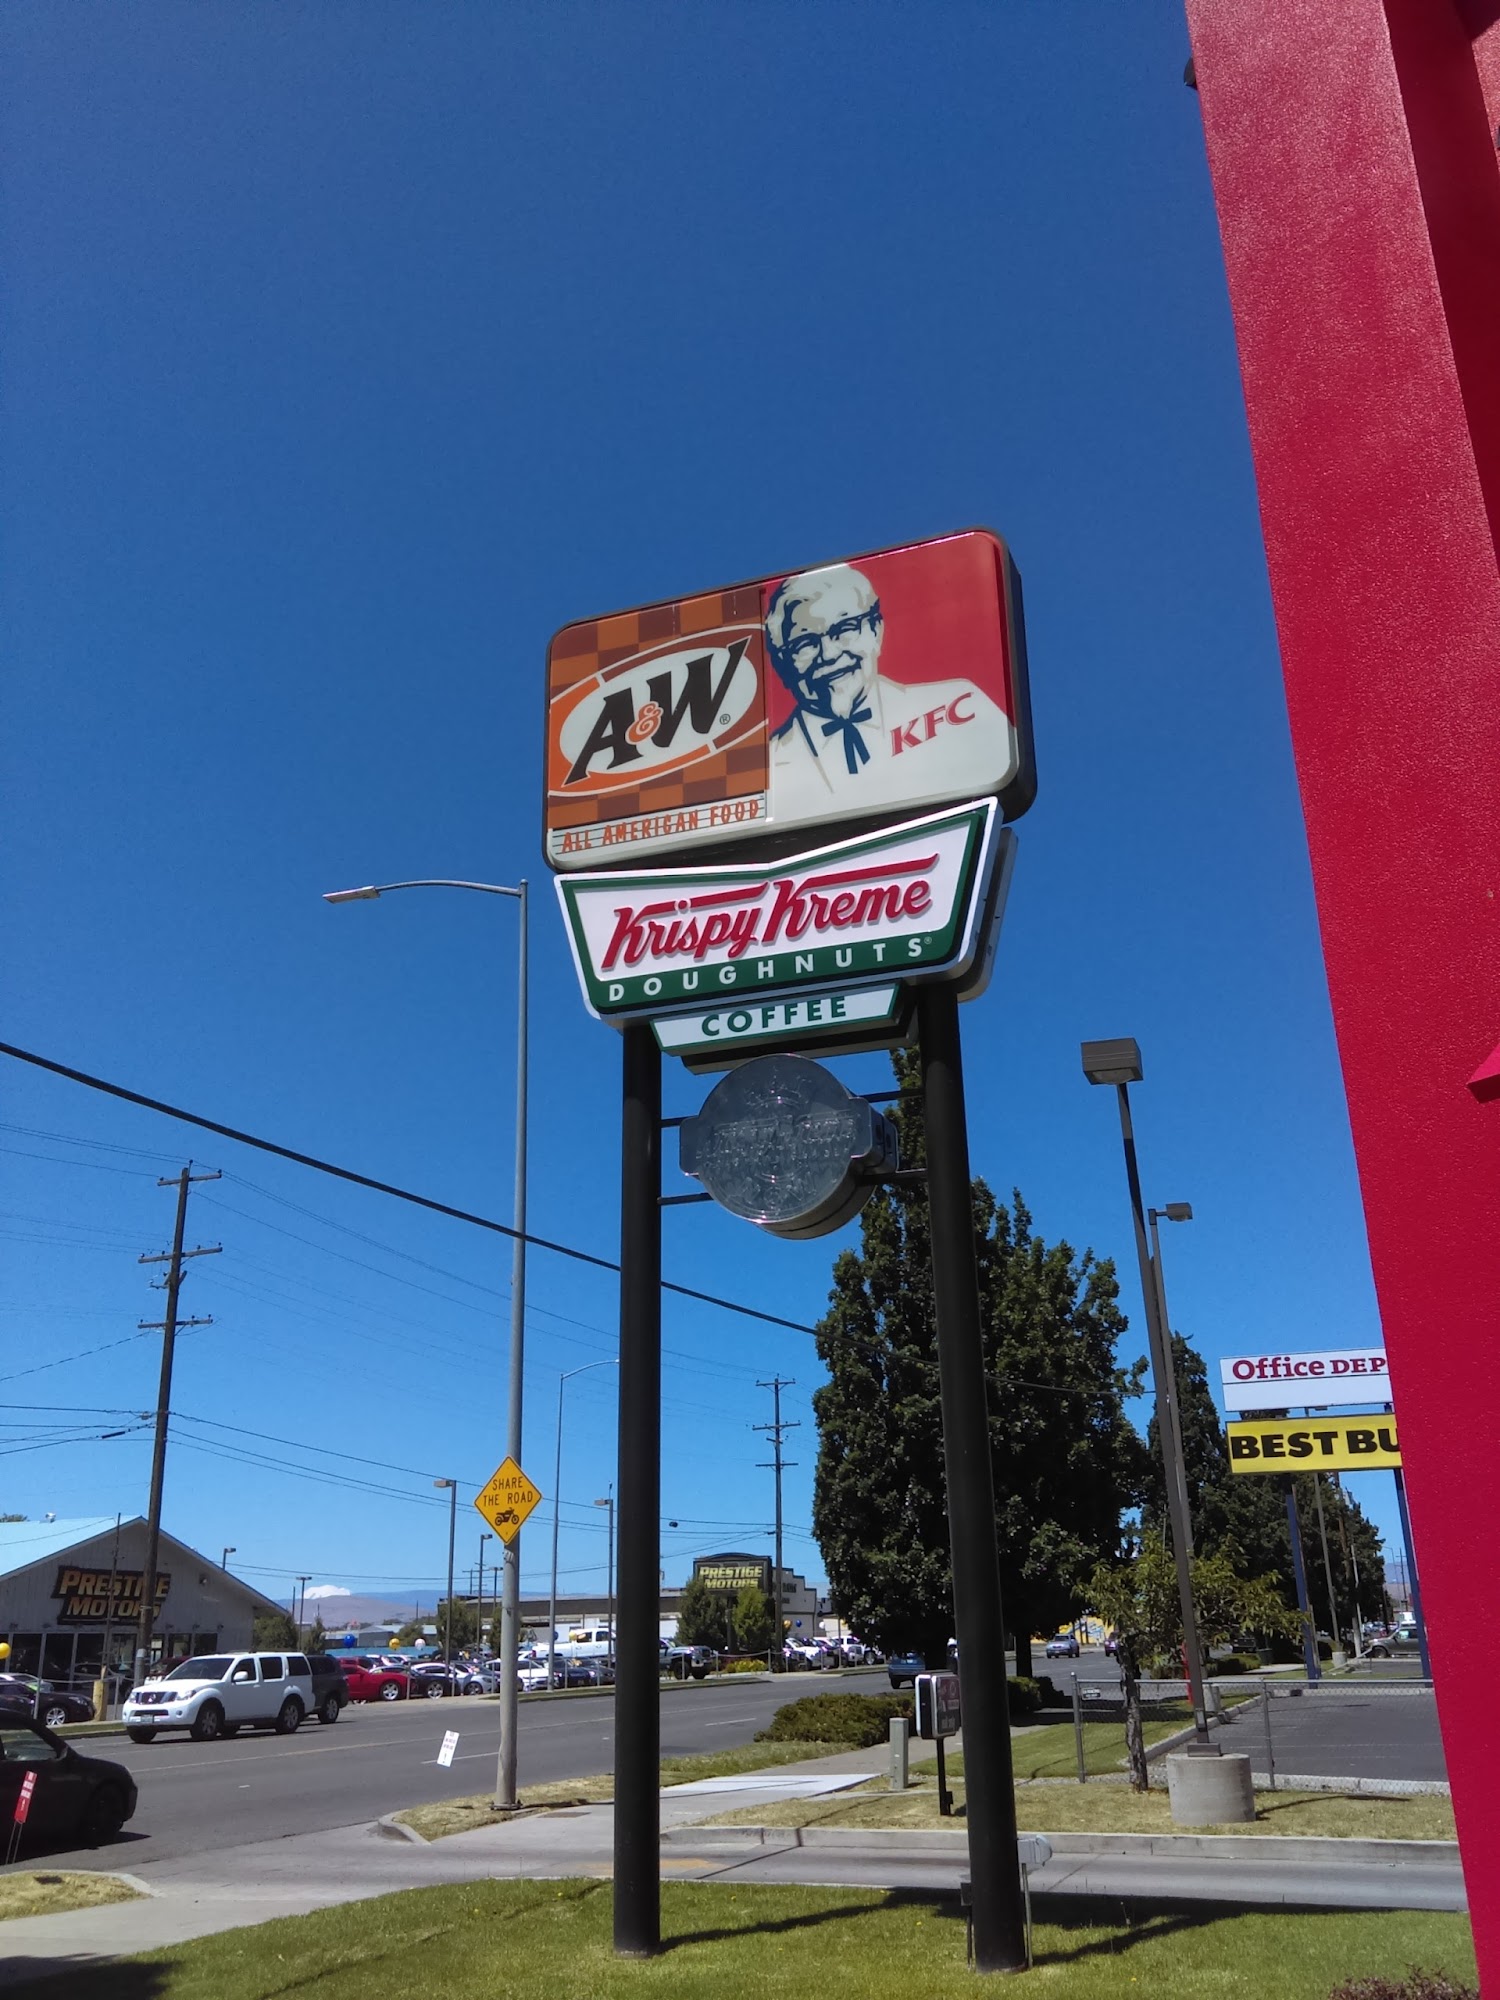 A&W®
ALL AMERICAN FOOD
KFC
Krispy Kreme
DOUGHNUTS®
COFFEE
Office DEP
BEST BU
SHARE
THE ROAD
PRESTIGE
MOTORS
PRESTIGE
MOTORS